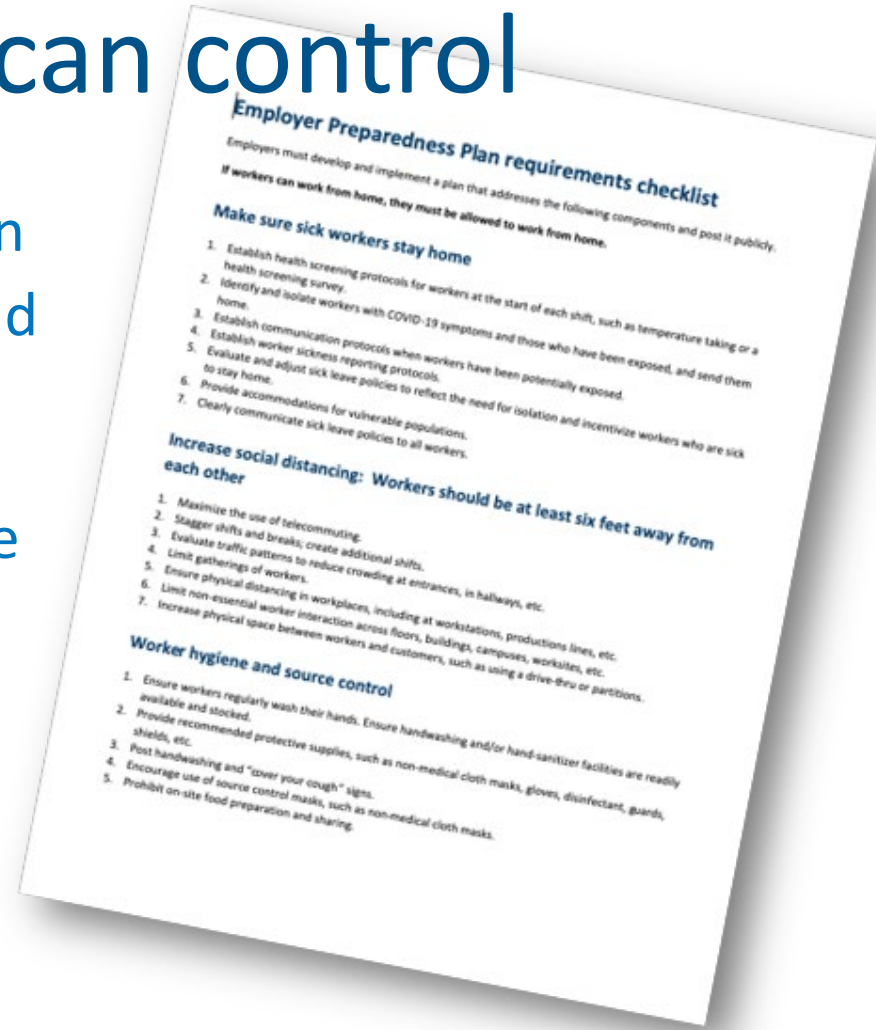 can control
n
d
e
Employer Preparedness Plan requirements checklist
Employers must develop and implement a plan that addresses the following components and post it publicly.
If workers can work from home, they must be allowed to work from home.
Make sure sick workers stay home
1. Establish health screening protocols for workers at the start of each shift, such as temperature taking or a
health screening survey.
2. Identify and isolate workers with COVID-19 symptoms and those who have been exposed, and send them
home.
3. Establish communication protocols when workers have been potentially exposed.
4. Establish worker sickness reporting protocols.
5. Evaluate and adjust sick leave policies to reflect the need for isolation and incentivize workers who are sick
to stay home.
6. Provide accommodations for vulnerable populations.
7. Clearly communicate sick leave policies to all workers.
Increase social distancing: Workers should be at least six feet away from
each other
1. Maximize the use of telecommuting.
2. Stagger shifts and breaks; create additional shifts.
3. Evaluate traffic patterns to reduce crowding at entrances, in hallways, etc.
4. Limit gatherings of workers.
5. Ensure physical distancing in workplaces, including at workstations, productions lines, etc.
6. Limit non-essential worker interaction across floors, buildings, campuses, worksites, etc.
7. Increase physical space between workers and customers, such as using a drive-thru or partitions.
Worker hygiene and source control
1. Ensure workers regularly wash their hands. Ensure handwashing and/or hand-sanitizer facilities are readily
available and stocked.
2. Provide recommended protective supplies, such as non-medical cloth masks, gloves, disinfectant, guards,
shields, etc.
3. Post handwashing and "cover your cough" signs.
4. Encourage use of source control masks, such as non-medical cloth masks.
5. Prohibit on-site food preparation and sharing.